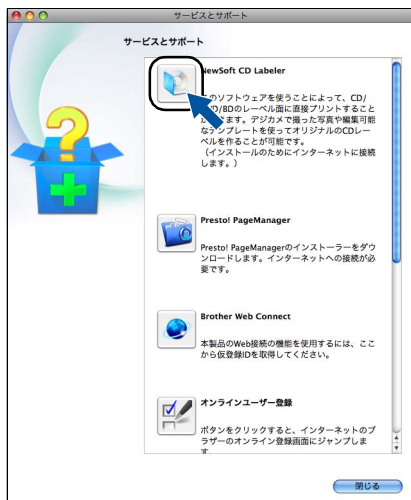 サービスとサポート
サービスとサポート
NewSoft CD Labeler
このソフトウェアを使うことによって、CD/
DVD/BDのレーベル面に直接プリントすること
ができます。デジカメで撮った写真や編集可能
なテンプレートを使ってオリジナルのCDレー
ベルを作ることが可能です。
(インストールのためにインターネットに接続
します。)
Presto! PageManager
Presto! PageManagerのインストーラーをダウ
ンロードします。インターネットへの接続が必
要です。
Brother Web Connect
本製品のWeb接続の機能を使用するには、ここ
から仮登録IDを取得してください。
オンラインユーザー登録
ボタンをクリックすると、インターネットのブ
ラザーのオンライン登録画面にジャンプしま
す。
閉じる